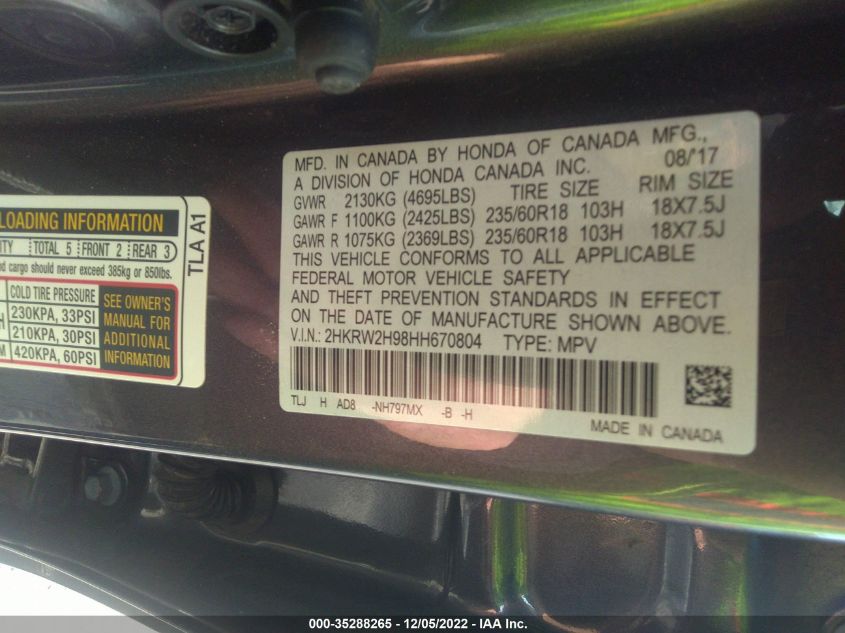 MFD. IN CANADA BY HONDA OF CANADA MFG.,
A DIVISION OF HONDA CANADA INC. 08/'17
GVWR 2130KG (4695LBS) TIRE SIZE RIM SIZE
GAWR F 1100KG (2425LBS) 235/60R18 103H 18X7.5J
GAWR R 1075KG (2369LBS) 235/60R18 103H 18X7.5J
THIS VEHICLE CONFORMS TO ALL APPLICABLE
FEDERAL MOTOR VEHICLE SAFETY
AND THEFT PREVENTION STANDARDS IN EFFECT
ON THE DATE OF MANUFACTURE SHOWN ABOVE.
V.I.N.: 2HKRW2H98HH670804 TYPE: MPV
TLJ H AD8 -NH797MX -B -H
MADE IN CANADA
LOADING INFORMATION
TOTAL 5 FRONT 2 REAR 3
cargo should never exceed 385kg or 850lbs.
COLD TIRE PRESSURE
230KPA, 33PSI
210KPA, 30PSI
420KPA, 60PSI
SEE OWNER'S
MANUAL FOR
ADDITIONAL
INFORMATION
TLA A1
000-35288265 - 12/05/2022 - IAA Inc.